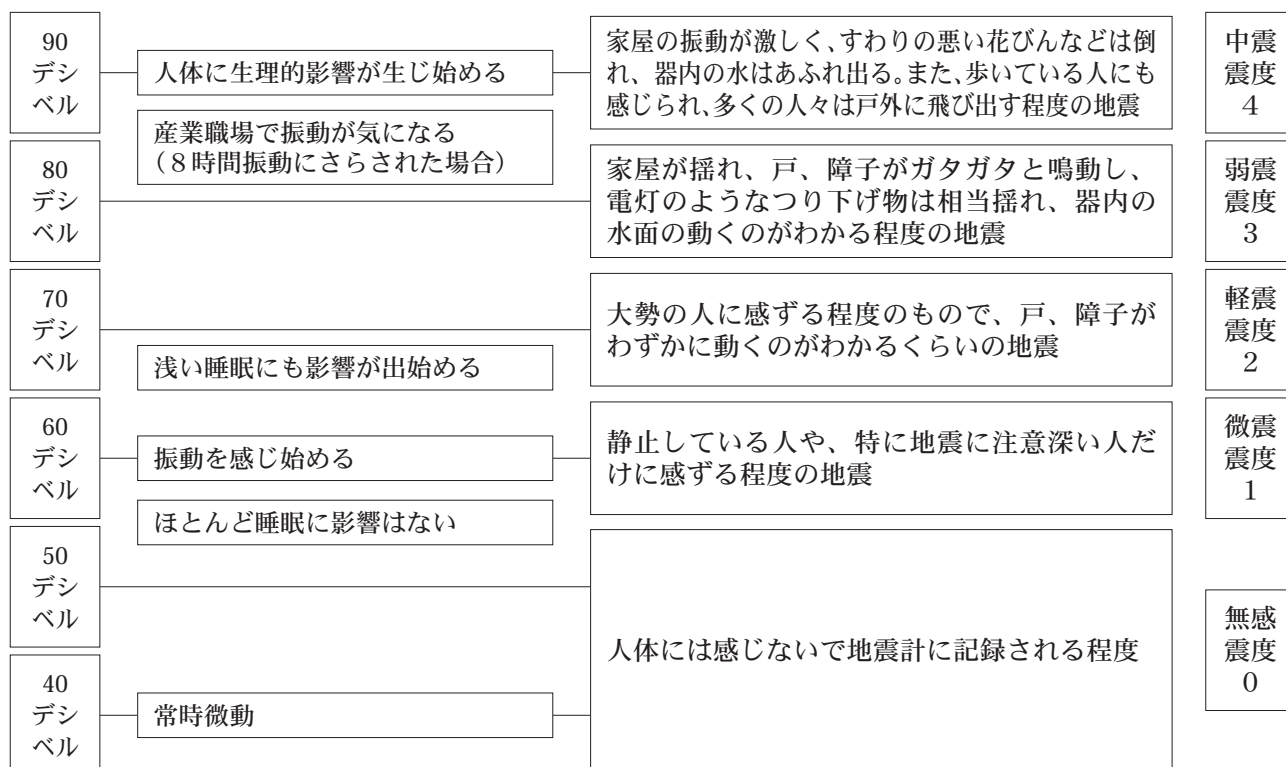 90
デシ
ベル
人体に生理的影響が生じ始める
家屋の振動が激しく、すわりの悪い花びんなどは倒
れ、器内の水はあふれ出る。また、歩いている人にも
感じられ、多くの人々は戸外に飛び出す程度の地震
中震
震度
4
産業職場で振動が気になる
(8時間振動にさらされた場合)
80
デシ
ベル
家屋が揺れ、戸、障子がガタガタと鳴動し、
電灯のようなつり下げ物は相当揺れ、器内の
水面の動くのがわかる程度の地震
弱震
震度
3
70
デシ
ベル
大勢の人に感ずる程度のもので、戸、障子が
わずかに動くのがわかるくらいの地震
軽震
震度
2
浅い睡眠にも影響が出始める
60
デシ
ベル
振動を感じ始める
静止している人や、特に地震に注意深い人だ
けに感ずる程度の地震
微震
震度
1
ほとんど睡眠に影響はない
50
デシ
ベル
人体には感じないで地震計に記録される程度
無感
震度
0
40
デシ
ベル
常時微動